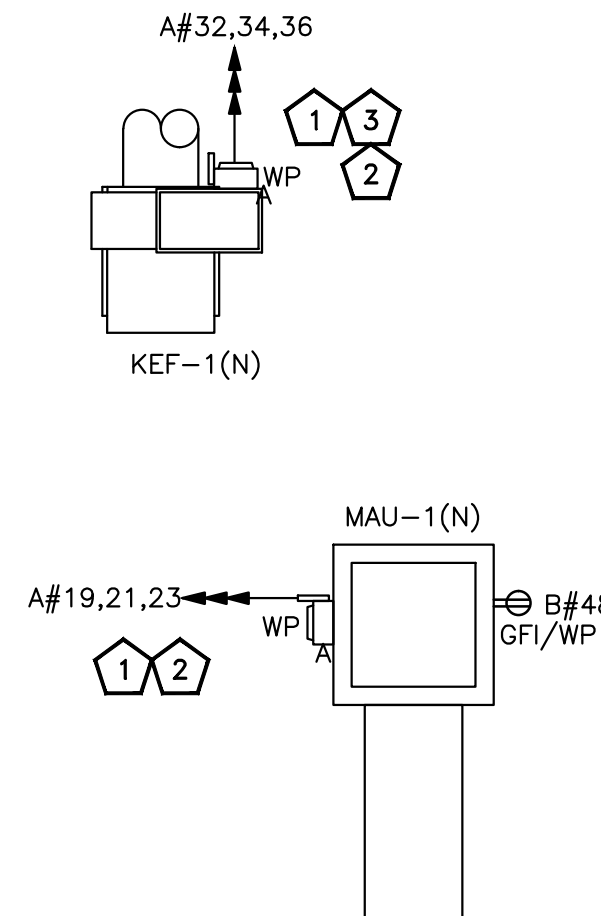 A#32,34,36
1
3
2
WP
A
KEF-1(N)
MAU-1(N)
A#19,21,23
WP
A
B#48
GFI/WP
1
2